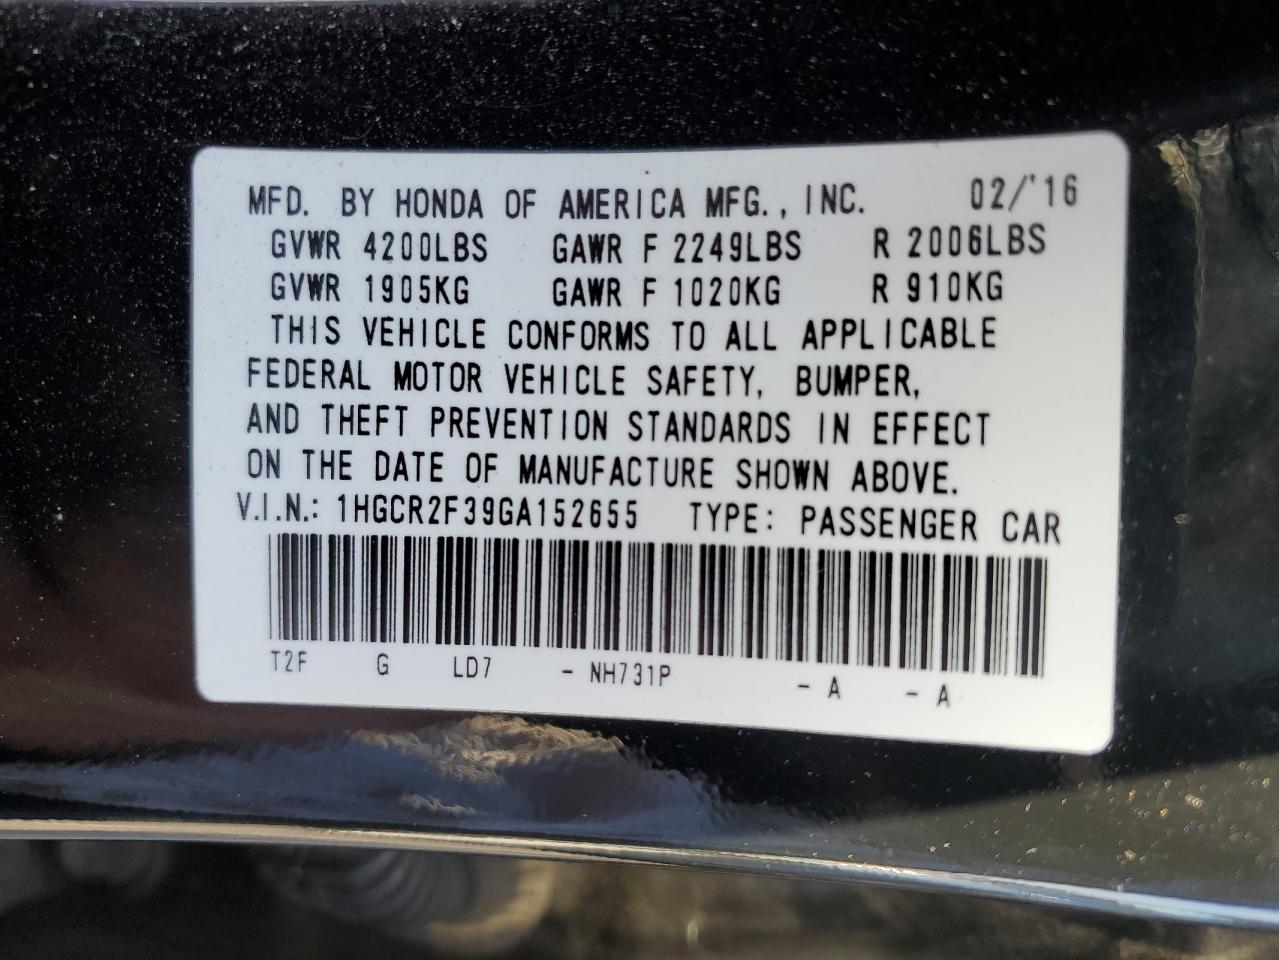 MFD. BY HONDA OF AMERICA MFG., INC. 02/'16
GVWR 4200LBS GAWR F 2249LBS R 2006LBS
GVWR 1905KG GAWR F 1020KG R 910KG
THIS VEHICLE CONFORMS TO ALL APPLICABLE
FEDERAL MOTOR VEHICLE SAFETY, BUMPER,
AND THEFT PREVENTION STANDARDS IN EFFECT
ON THE DATE OF MANUFACTURE SHOWN ABOVE.
V.I.N.: 1HGCR2F39GA152655 TYPE: PASSENGER CAR
T2F G LD7 - NH731P - A - A